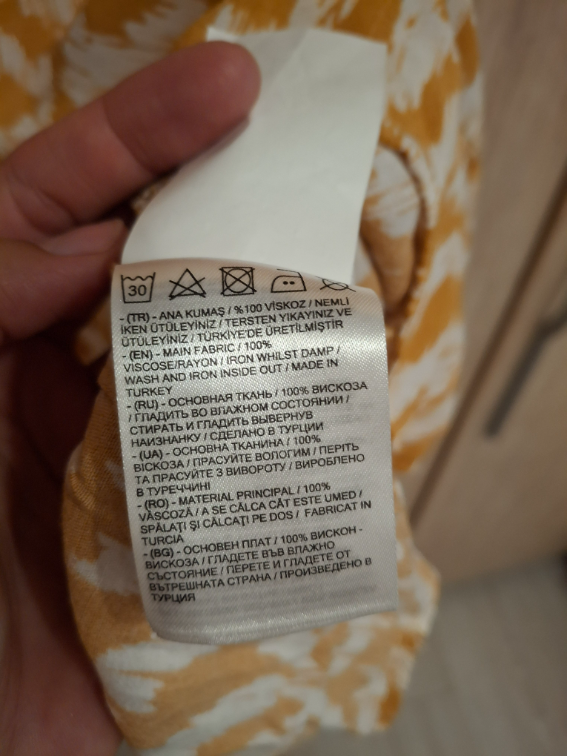 30
- (TR) - ANA KUMAŞ / %100 VİSKOZ / NEMLİ
İKEN ÜTÜLEYİNİZ / TERSTEN YIKAYINIZ VE
ÜTÜLEYİNİZ / TÜRKİYE'DE ÜRETİLMİŞTİR
- (EN) - MAIN FABRIC / 100%
VISCOSE/RAYON / IRON WHILST DAMP /
WASH AND IRON INSIDE OUT / MADE IN
TURKEY
- (RU) - ОСНОВНАЯ ТКАНЬ / 100% ВИСКОЗА
/ ГЛАДИТЬ ВО ВЛАЖНОМ СОСТОЯНИИ /
СТИРАТЬ И ГЛАДИТЬ ВЫВЕРНУВ
НАИЗНАНКУ / СДЕЛАНО В ТУРЦИИ
- (UA) - ОСНОВНА ТКАНИНА / 100%
ВІСКОЗА / ПРАСУЙТЕ ВОЛОГИМ / ПЕРІТЬ
ТА ПРАСУЙТЕ З ВИВОРОТУ / ВИРОБЛЕНО
В ТУРЕЧЧИНІ
- (RO) - MATERIAL PRINCIPAL / 100%
VÂSCOZĂ / A SE CĂLCA CÂT ESTE UMED /
SPĂLAȚI ȘI CĂLCAȚI PE DOS / FABRICAT IN
TURCIA
- (BG) - ОСНОВЕН ПЛАТ / 100% ВИСКОН -
ВИСКОЗА / ГЛАДЕТЕ ВЪВ ВЛАЖНО
СЪСТОЯНИЕ / ПЕРЕТЕ И ГЛАДЕТЕ ОТ
ВЪТРЕШНАТА СТРАНА / ПРОИЗВЕДЕНО В
ТУРЦИЯ